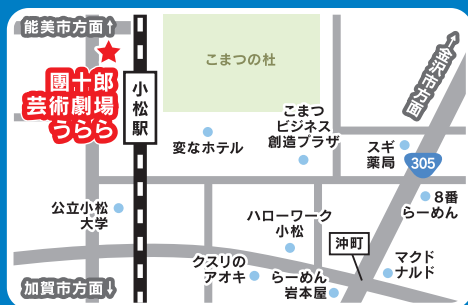 能美市方面↑
團十郎
芸術劇場
うらら
小松駅
こまつの杜
↑金沢市方面
変なホテル
こまつ
ビジネス
創造プラザ
スギ
薬局
305
8番
らーめん
公立小松
大学
ハローワーク
小松
沖町
クスリの
アオキ
らーめん
岩本屋
マクド
ナルド
加賀市方面↓